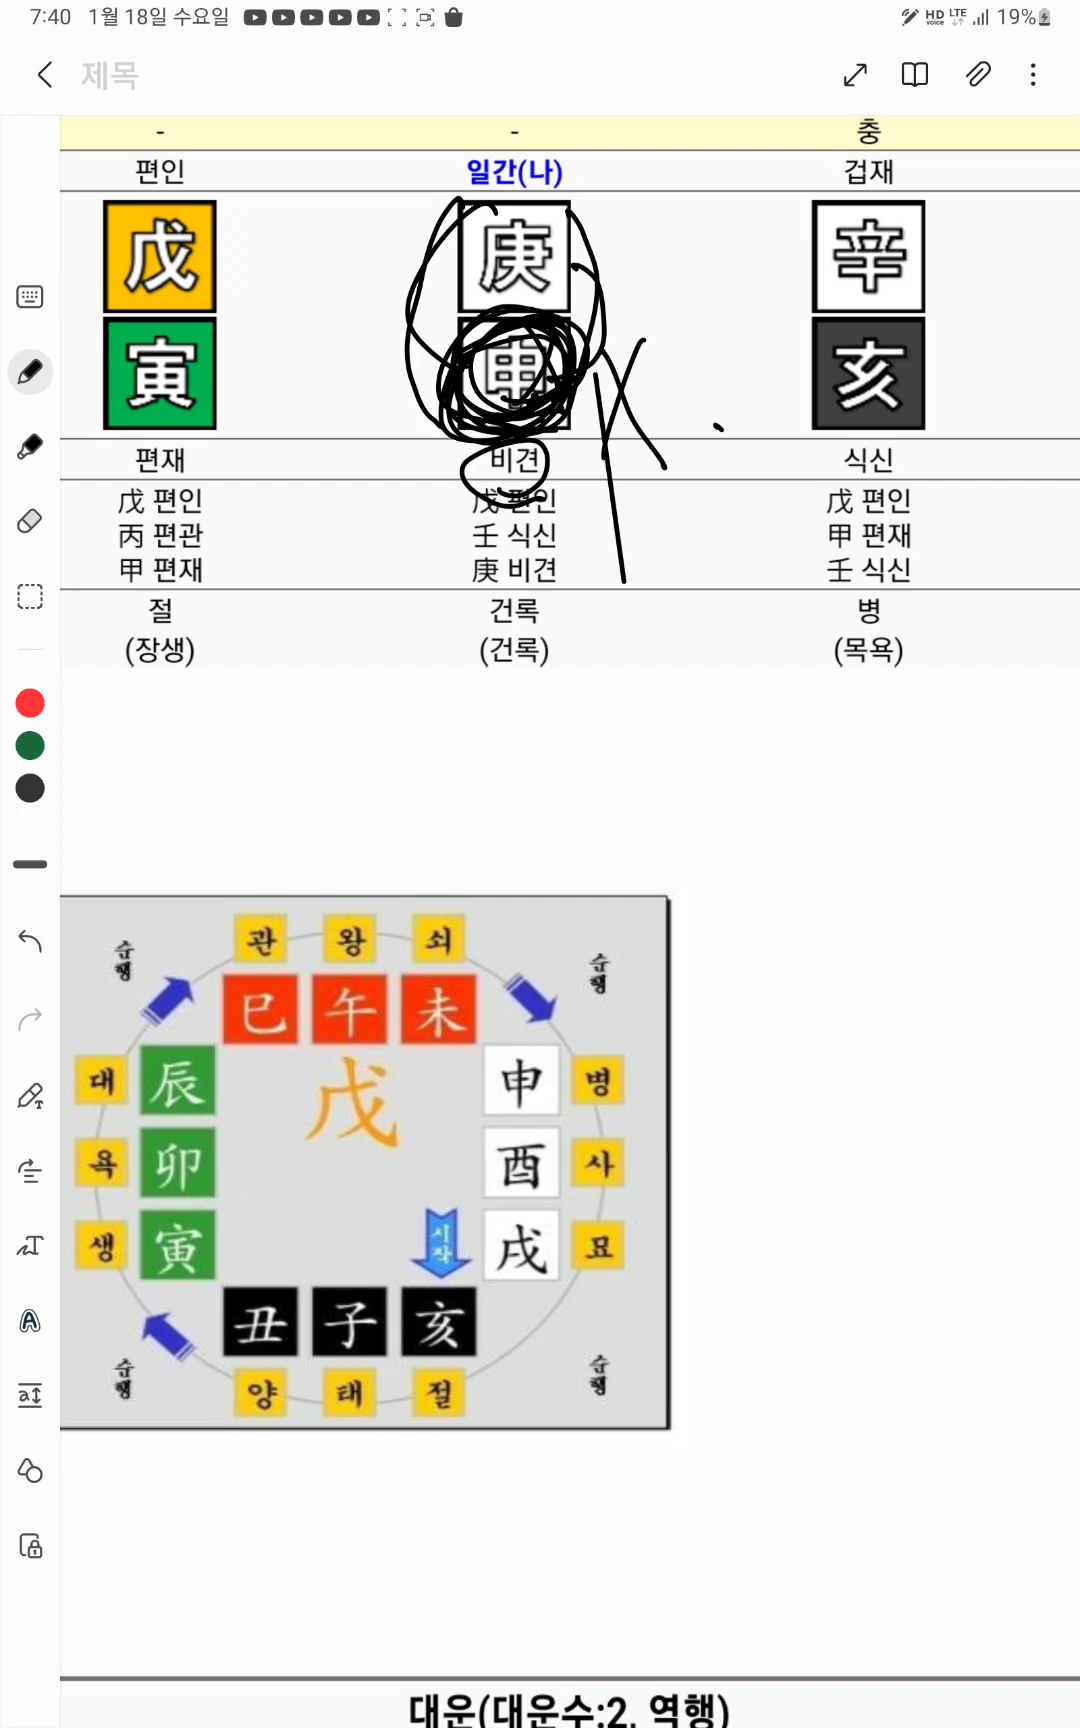 7:40 1월 18일 수요일 HD voice LTE 19%
제목
- - 충
편인 일간(나) 겁재
戊 庚 辛
寅 申 亥
편재 비견 식신
戊 편인 戊 편인 戊 편인
丙 편관 壬 식신 甲 편재
甲 편재 庚 비견 壬 식신
절 건록 병
(장생) (건록) (목욕)
관 왕 쇠
순행 순행
巳 午 未
대 辰 戊 申 병
욕 卯 酉 사
생 寅 시작 戌 묘
丑 子 亥
순행 순행
양 태 절
대운(대운수:2, 역행)